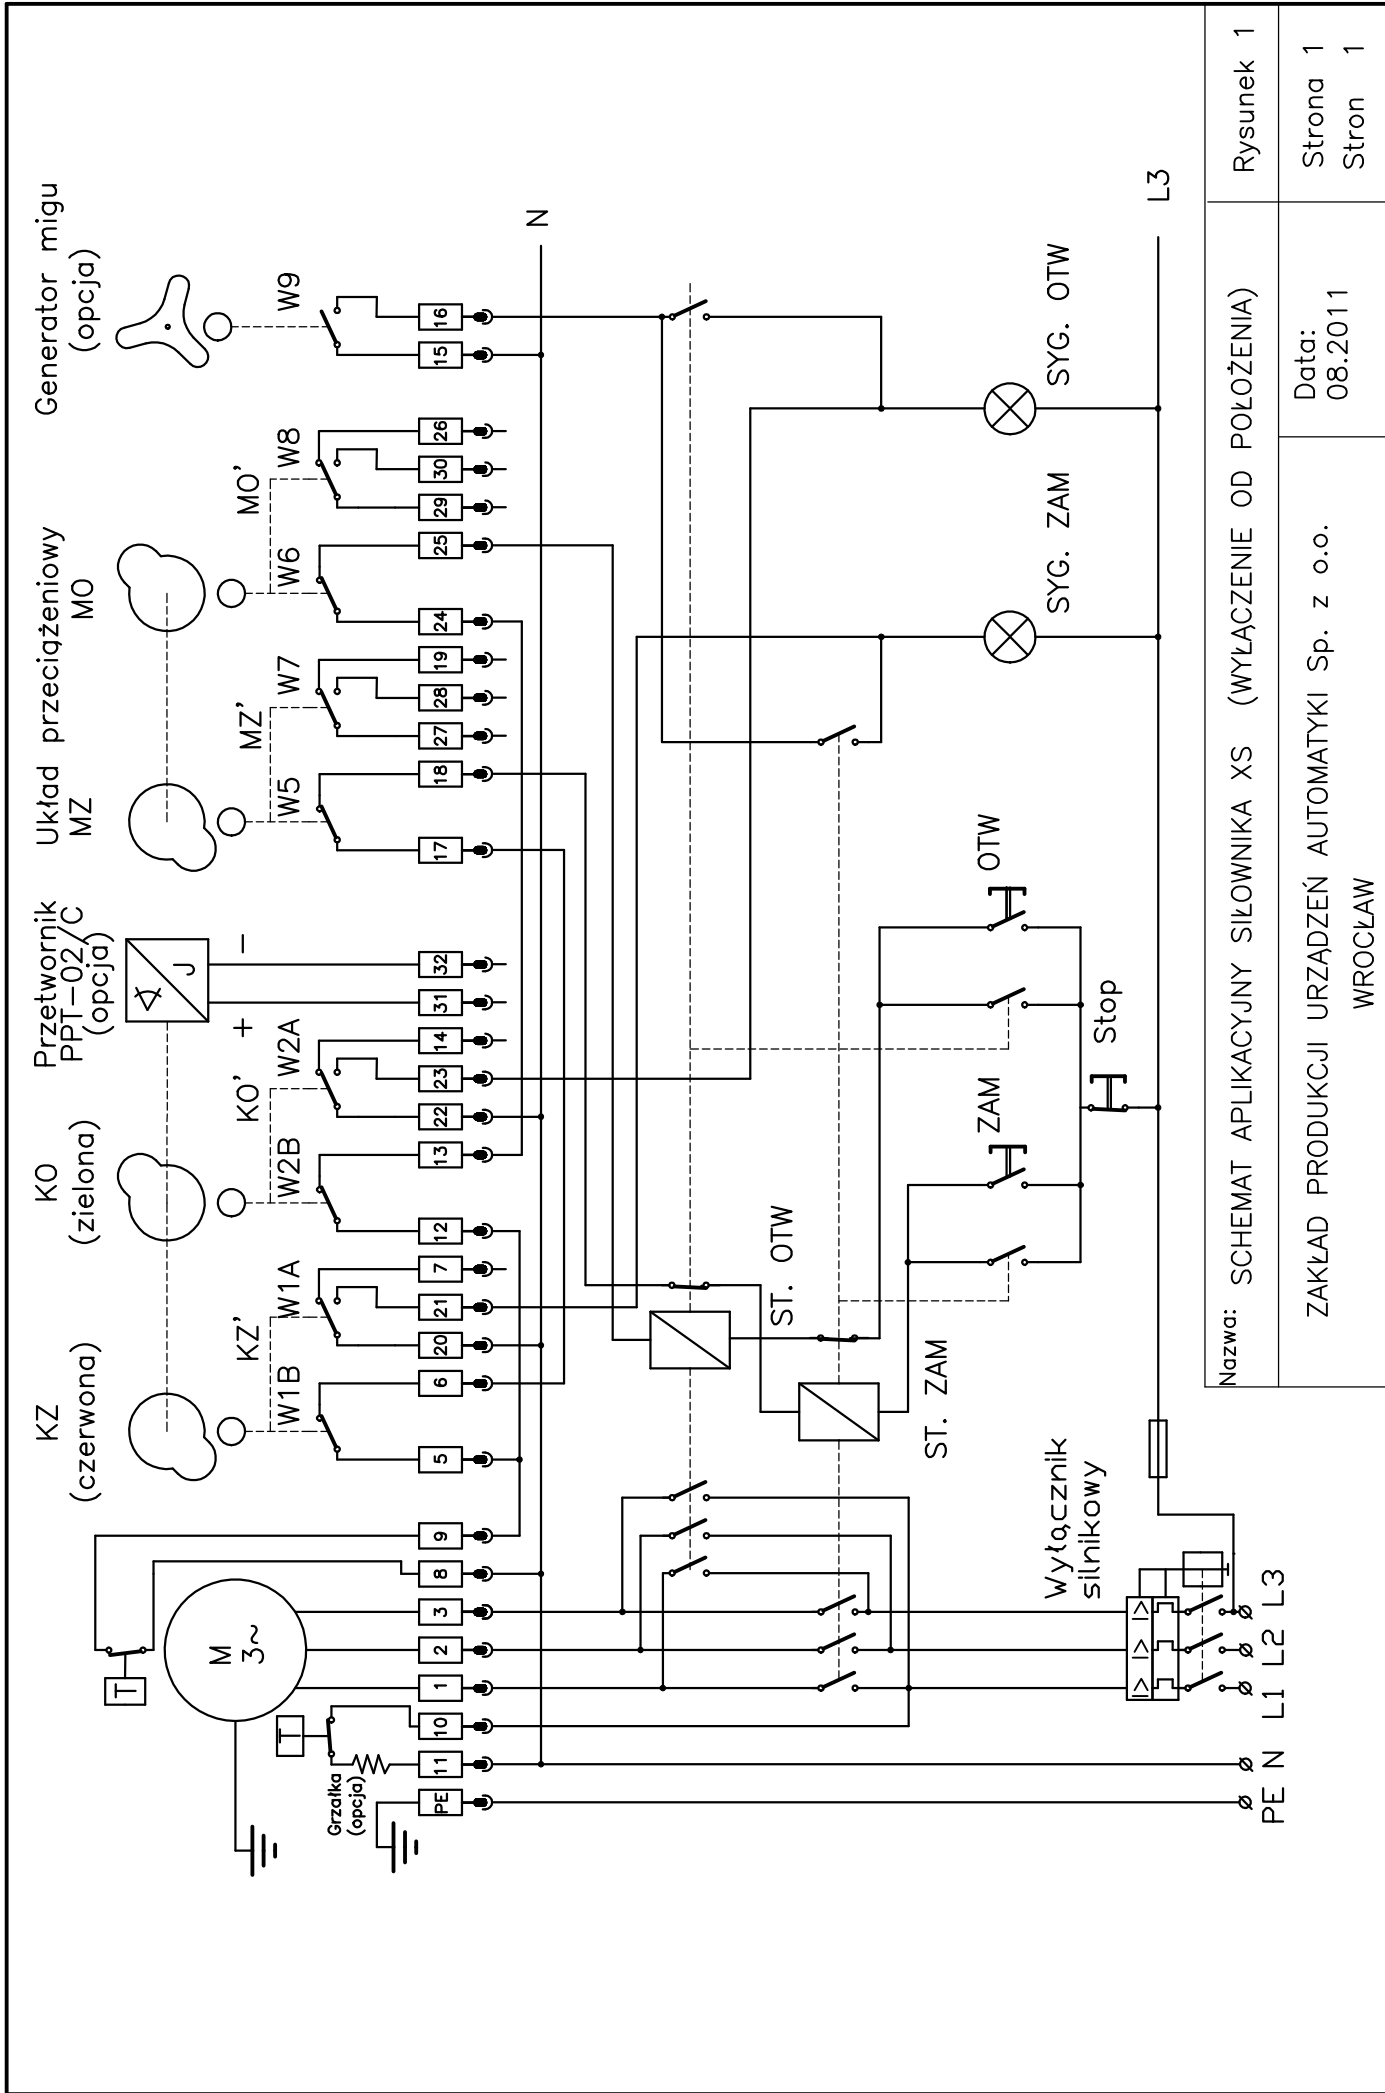 KZ
(czerwona)
KO
(zielona)
Przetwornik
PPT-02/C
(opcja)
Układ przeciążeniowy
MZ
MO
Generator migu
(opcja)
+
−
J
KZ'
KO'
MZ'
MO'
W1B
W1A
W2B
W2A
W5
W7
W6
W8
W9
T
M
3~
T
Grzałka
(opcja)
PE
11
10
1
2
3
8
9
5
6
20
21
7
12
13
22
23
14
31
32
17
18
27
28
19
24
25
29
30
26
15
16
N
ST. OTW
ST. ZAM
ZAM
OTW
Stop
SYG. ZAM
SYG. OTW
L3
Wyłącznik
silnikowy
I>
I>
I>
PE
N
L1
L2
L3
Nazwa:
SCHEMAT APLIKACYJNY SIŁOWNIKA XS (WYŁĄCZENIE OD POŁOŻENIA)
Rysunek 1
ZAKŁAD PRODUKCJI URZĄDZEŃ AUTOMATYKI Sp. z o.o.
WROCŁAW
Data:
08.2011
Strona 1
Stron 1